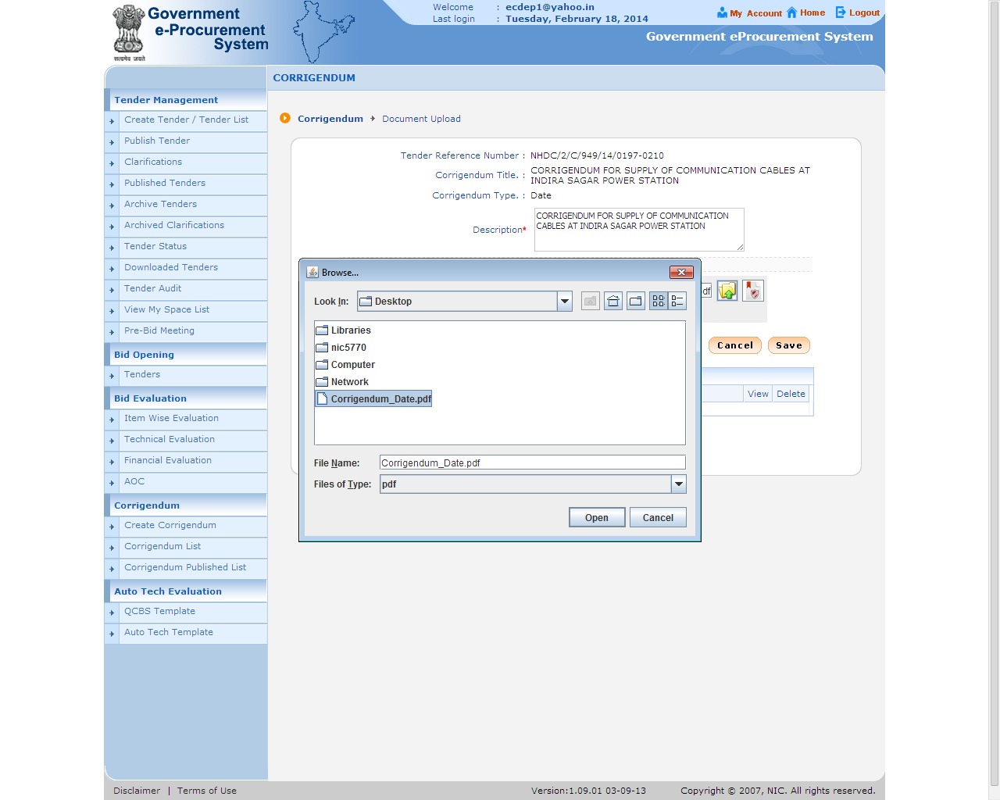 Government
e-Procurement
System
सत्यमेव जयते
Welcome : ecdep1@yahoo.in
Last login : Tuesday, February 18, 2014
My Account Home Logout
Government eProcurement System
CORRIGENDUM
Tender Management
Create Tender / Tender List
Publish Tender
Clarifications
Published Tenders
Archive Tenders
Archived Clarifications
Tender Status
Downloaded Tenders
Tender Audit
View My Space List
Pre-Bid Meeting
Bid Opening
Tenders
Bid Evaluation
Item Wise Evaluation
Technical Evaluation
Financial Evaluation
AOC
Corrigendum
Create Corrigendum
Corrigendum List
Corrigendum Published List
Auto Tech Evaluation
QCBS Template
Auto Tech Template
Corrigendum Document Upload
Tender Reference Number : NHDC/2/C/949/14/0197-0210
Corrigendum Title. : CORRIGENDUM FOR SUPPLY OF COMMUNICATION CABLES AT
INDIRA SAGAR POWER STATION
Corrigendum Type. : Date
Description* CORRIGENDUM FOR SUPPLY OF COMMUNICATION
CABLES AT INDIRA SAGAR POWER STATION
df
Cancel Save
View Delete
Browse...
Look In: Desktop
Libraries
nic5770
Computer
Network
Corrigendum_Date.pdf
File Name: Corrigendum_Date.pdf
Files of Type: pdf
Open Cancel
Disclaimer | Terms of Use
Version:1.09.01 03-09-13
Copyright © 2007, NIC. All rights reserved.